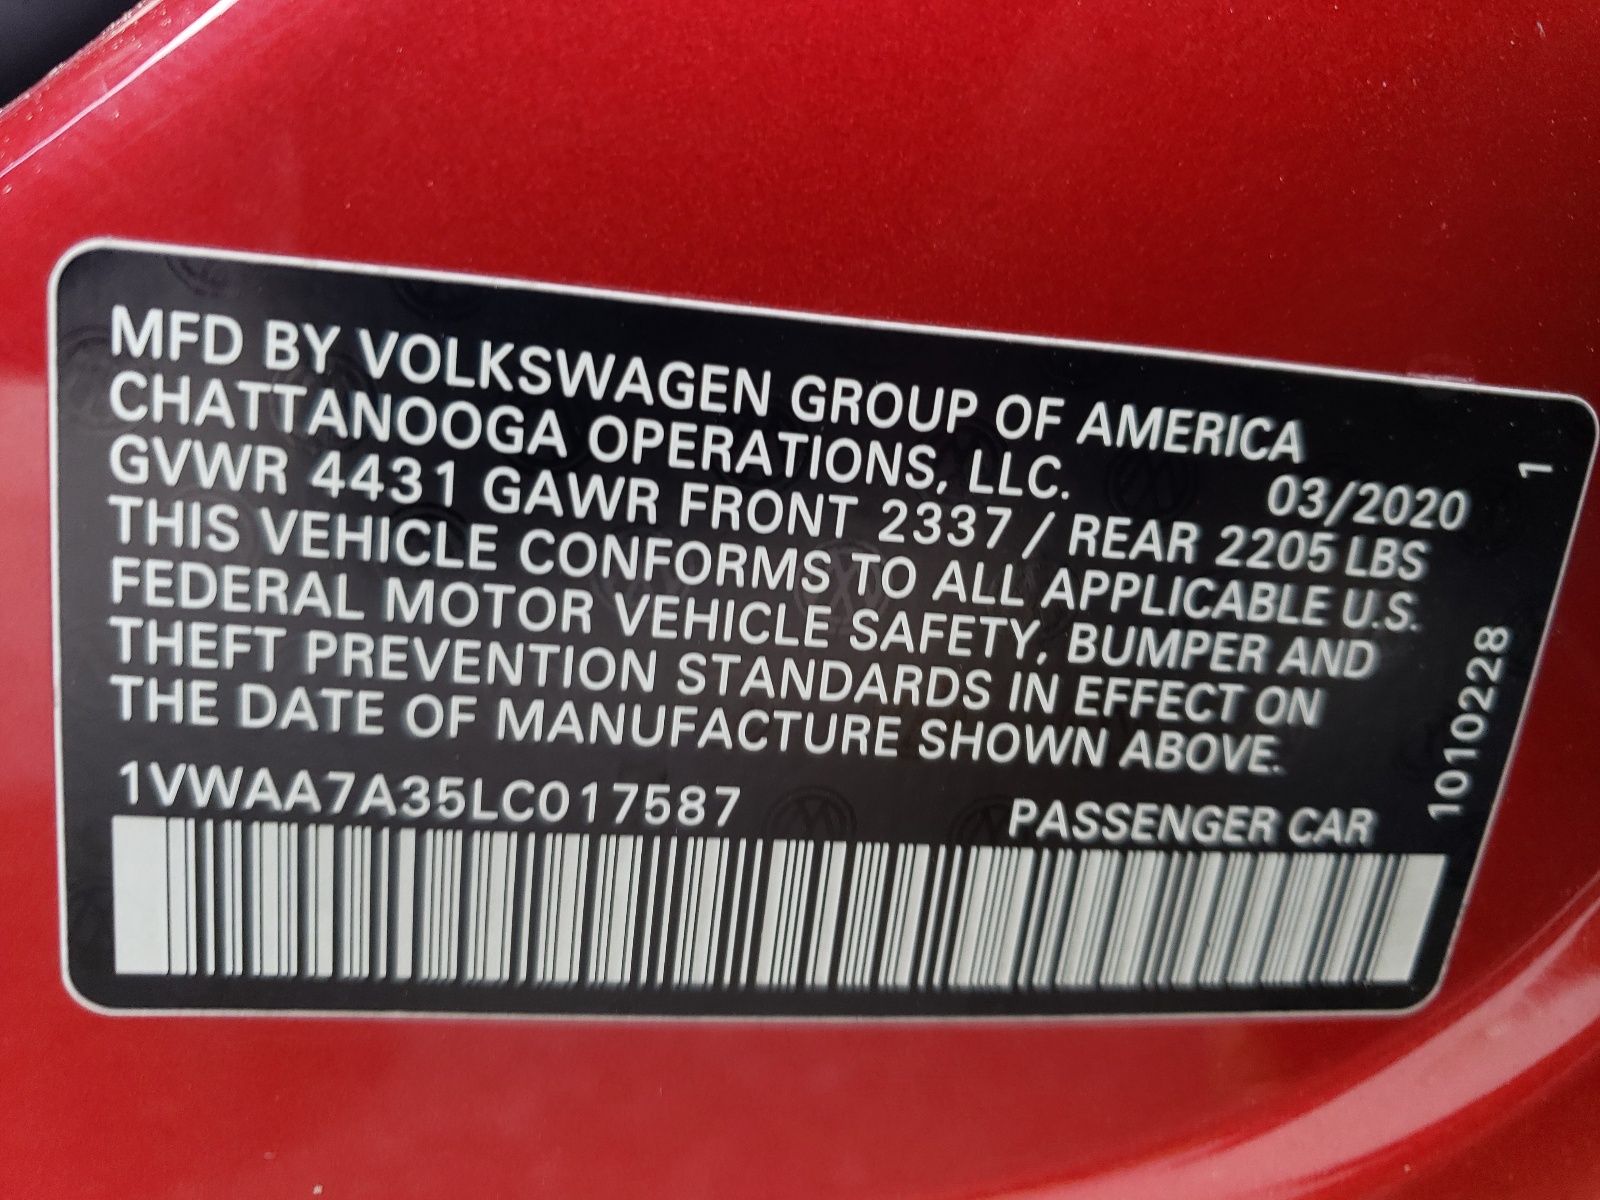 MFD BY VOLKSWAGEN GROUP OF AMERICA
CHATTANOOGA OPERATIONS, LLC. 03/2020
GVWR 4431 GAWR FRONT 2337 / REAR 2205 LBS
THIS VEHICLE CONFORMS TO ALL APPLICABLE U.S.
FEDERAL MOTOR VEHICLE SAFETY, BUMPER AND
THEFT PREVENTION STANDARDS IN EFFECT ON
THE DATE OF MANUFACTURE SHOWN ABOVE.
1VWAA7A35LC017587 PASSENGER CAR
1010228 1